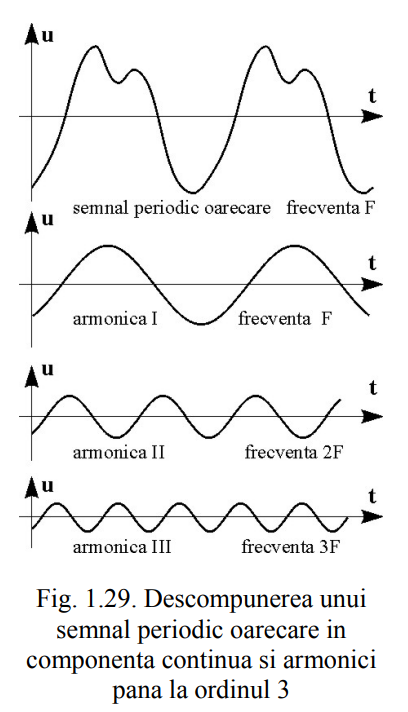 u
t
semnal periodic oarecare frecventa F
u
t
armonica I frecventa F
u
t
armonica II frecventa 2F
u
t
armonica III frecventa 3F
Fig. 1.29. Descompunerea unui
semnal periodic oarecare in
componenta continua si armonici
pana la ordinul 3